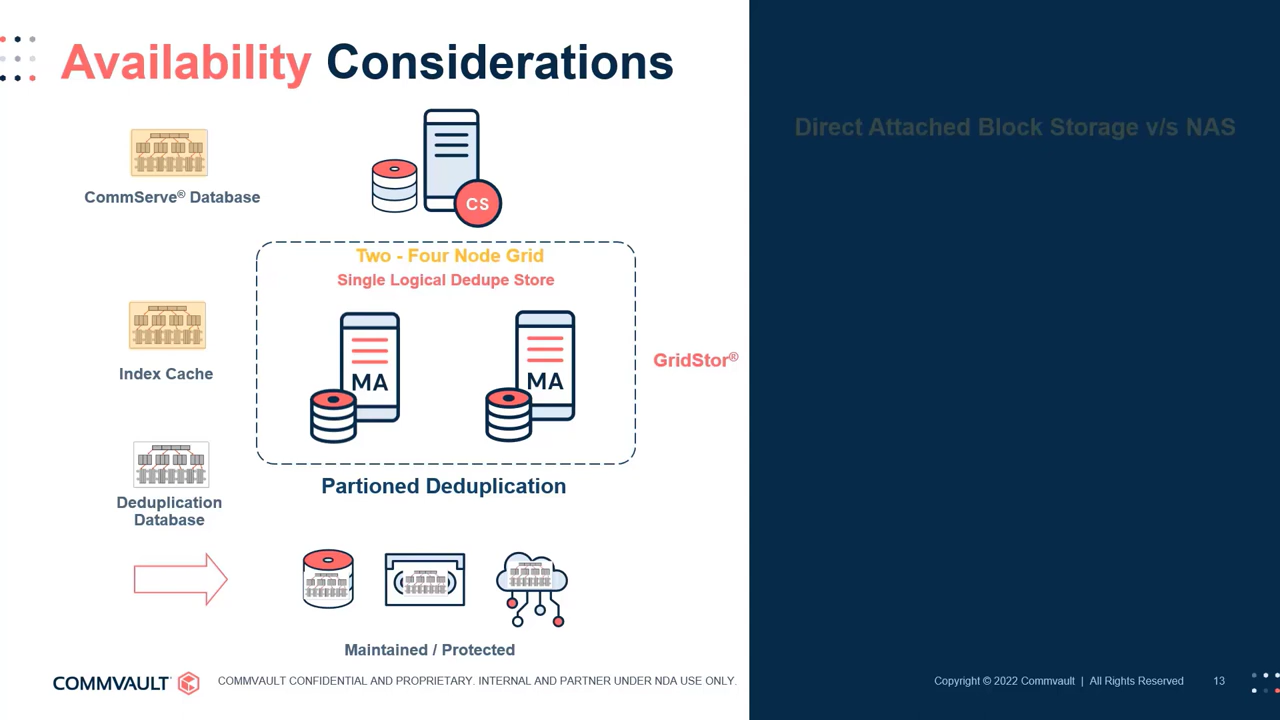 Availability Considerations
Direct Attached Block Storage v/s NAS
CommServe® Database
CS
Two - Four Node Grid
Single Logical Dedupe Store
MA
MA
GridStor®
Index Cache
Partioned Deduplication
Deduplication
Database
Maintained / Protected
COMMVAULT
COMMVAULT CONFIDENTIAL AND PROPRIETARY. INTERNAL AND PARTNER UNDER NDA USE ONLY.
Copyright © 2022 Commvault | All Rights Reserved
13